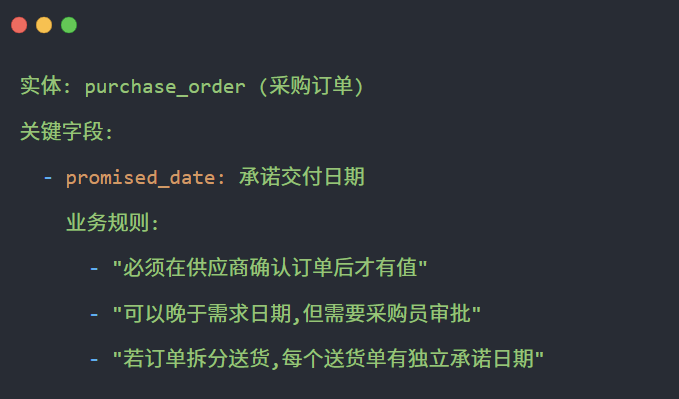 实体: purchase_order (采购订单)
关键字段:
- promised_date: 承诺交付日期
业务规则:
- "必须在供应商确认订单后才有值"
- "可以晚于需求日期,但需要采购员审批"
- "若订单拆分送货,每个送货单有独立承诺日期"